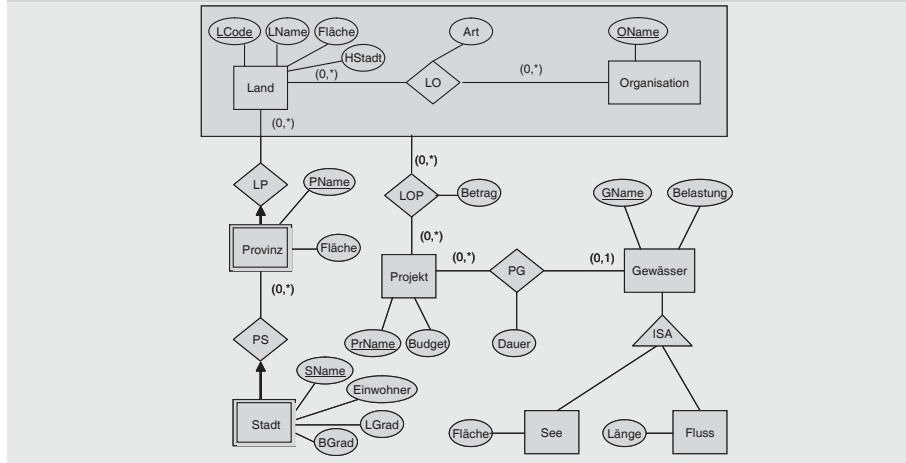 LCode LName Fläche Art OName
HStadt
(0,*) (0,*)
Land LO Organisation
(0,*)
(0,*)
LP PName LOP Betrag GName Belastung
(0,*)
Provinz Fläche (0,*) (0,1)
Projekt PG Gewässer
(0,*)
PS PrName Budget Dauer ISA
SName
Einwohner
Stadt LGrad Fläche See Länge Fluss
BGrad